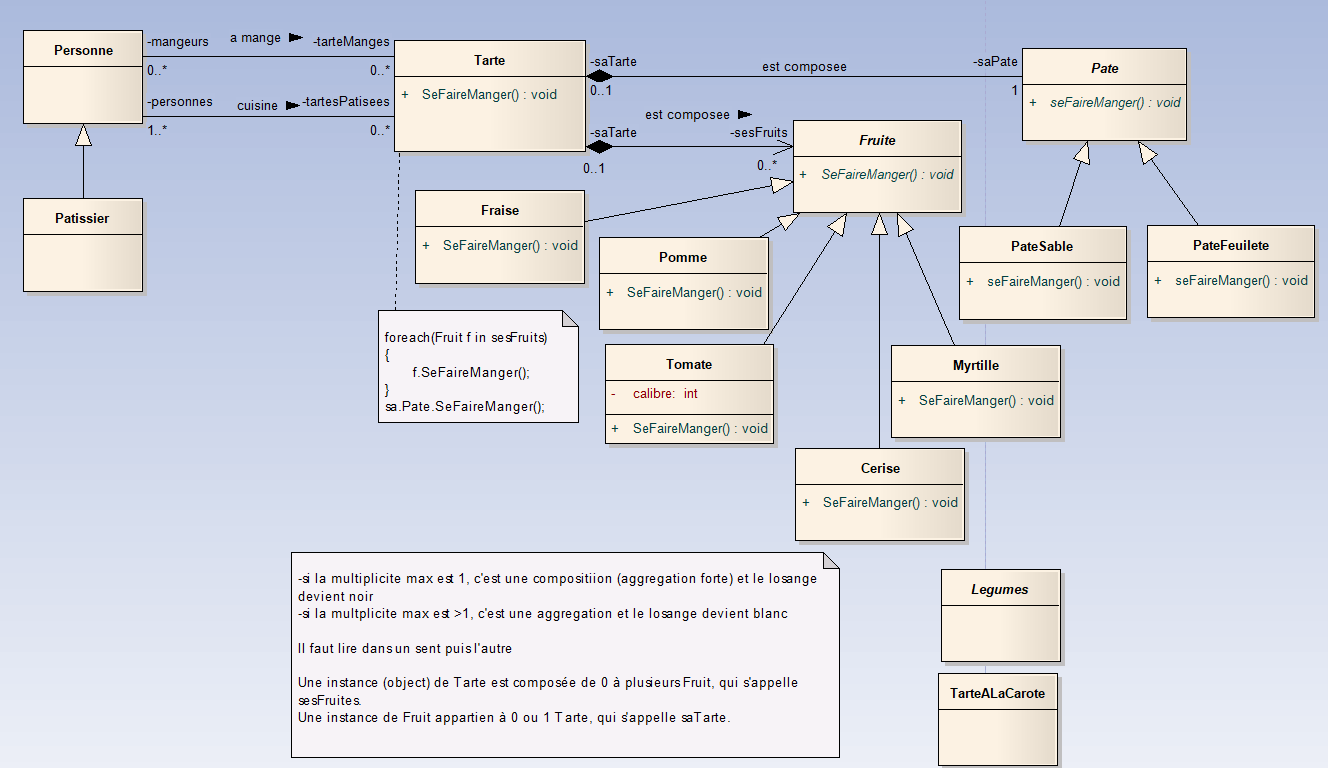 Personne
-mangeurs
a mange
-tarteManges
0..*
0..*
-personnes
cuisine
-tartesPatisees
1..*
0..*
Patissier
Tarte
+ SeFaireManger() : void
-saTarte
0..1
est composee
-saPate
1
Pate
+ seFaireManger() : void
est composee
-saTarte
0..1
-sesFruits
0..*
Fruite
+ SeFaireManger() : void
Fraise
+ SeFaireManger() : void
Pomme
+ SeFaireManger() : void
PateSable
+ seFaireManger() : void
PateFeuilete
+ seFaireManger() : void
foreach(Fruit f in sesFruits)
{
f.SeFaireManger();
}
sa.Pate.SeFaireManger();
Tomate
- calibre: int
+ SeFaireManger() : void
Myrtille
+ SeFaireManger() : void
Cerise
+ SeFaireManger() : void
-si la multiplicite max est 1, c'est une compositiion (aggregation forte) et le losange
devient noir
-si la multplicite max est >1, c'est une aggregation et le losange devient blanc
Il faut lire dans un sent puis l'autre
Une instance (object) de Tarte est composée de 0 à plusieurs Fruit, qui s'appelle
sesFruites.
Une instance de Fruit appartien à 0 ou 1 Tarte, qui s'appelle saTarte.
Legumes
TarteALaCarote